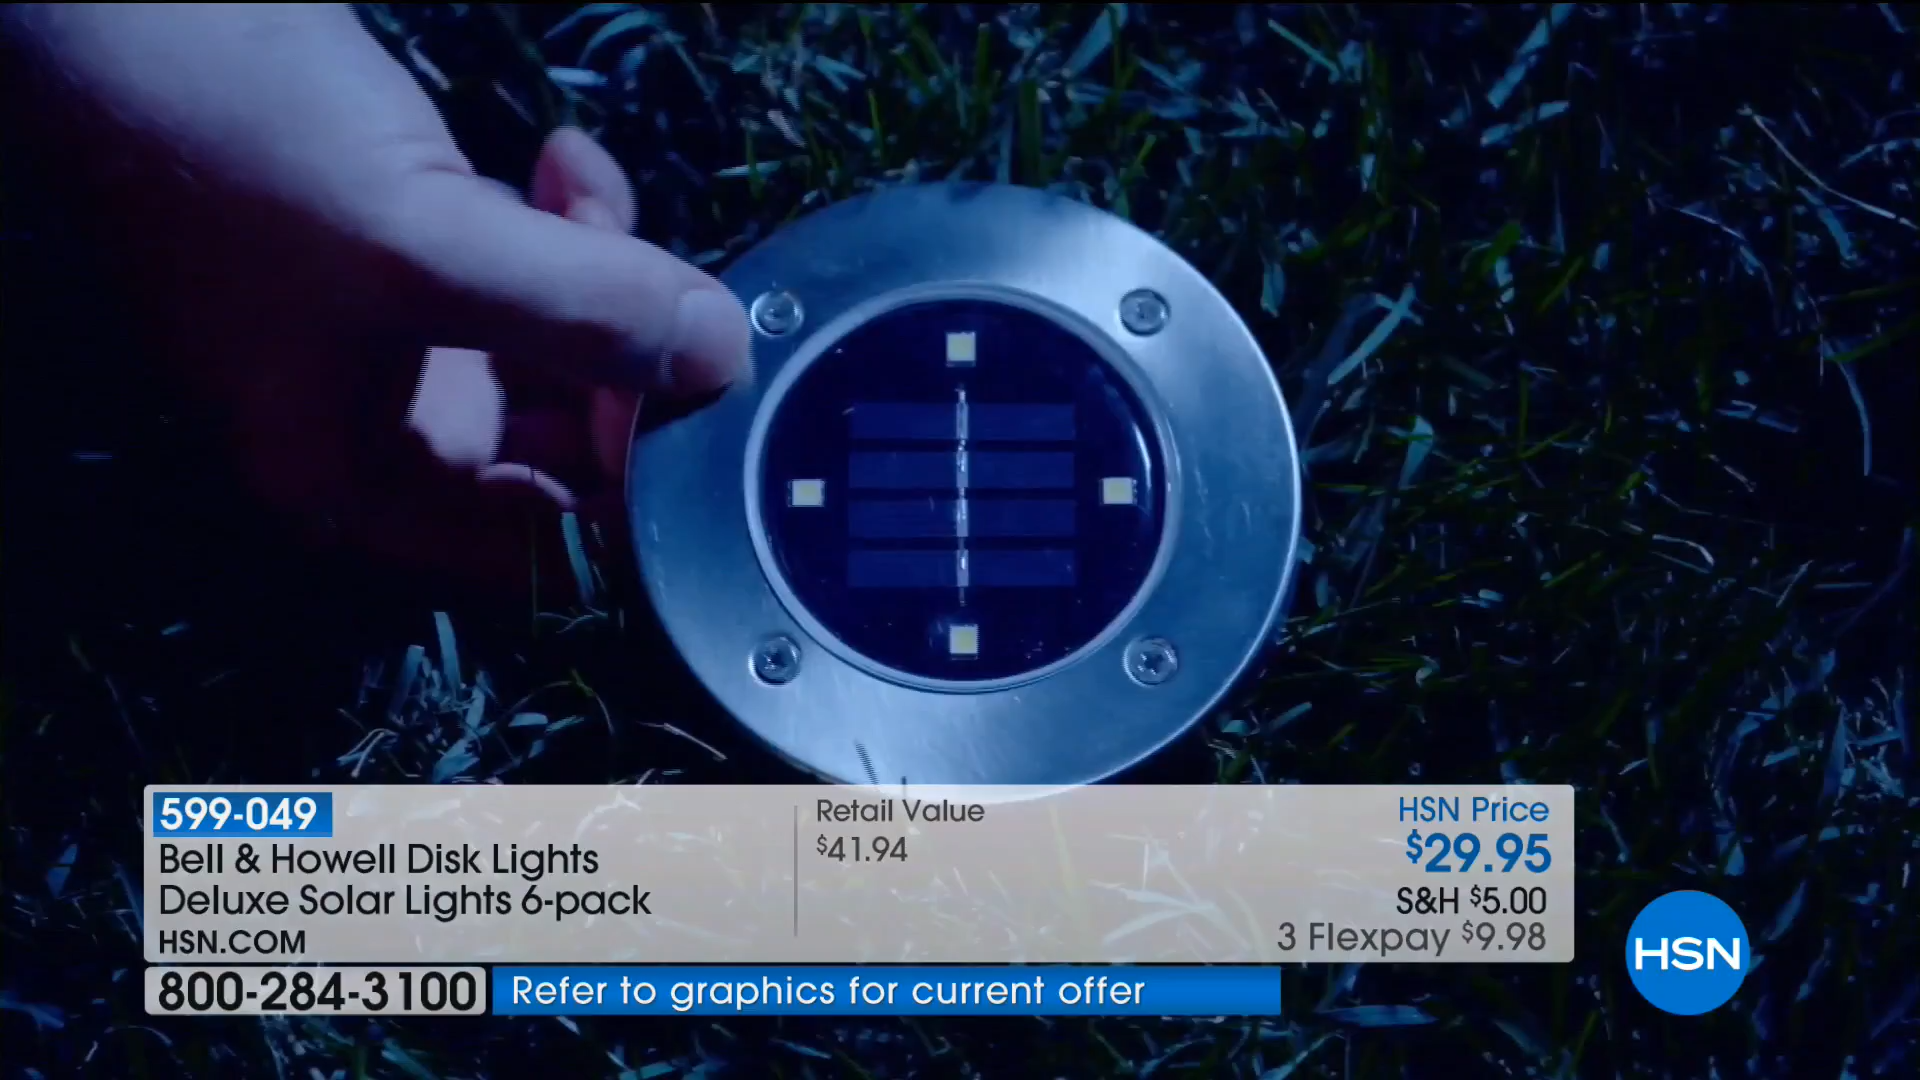 599-049
Bell & Howell Disk Lights
Deluxe Solar Lights 6-pack
HSN.COM
Retail Value
$41.94
HSN Price
$29.95
S&H $5.00
3 Flexpay $9.98
800-284-3100
Refer to graphics for current offer
HSN